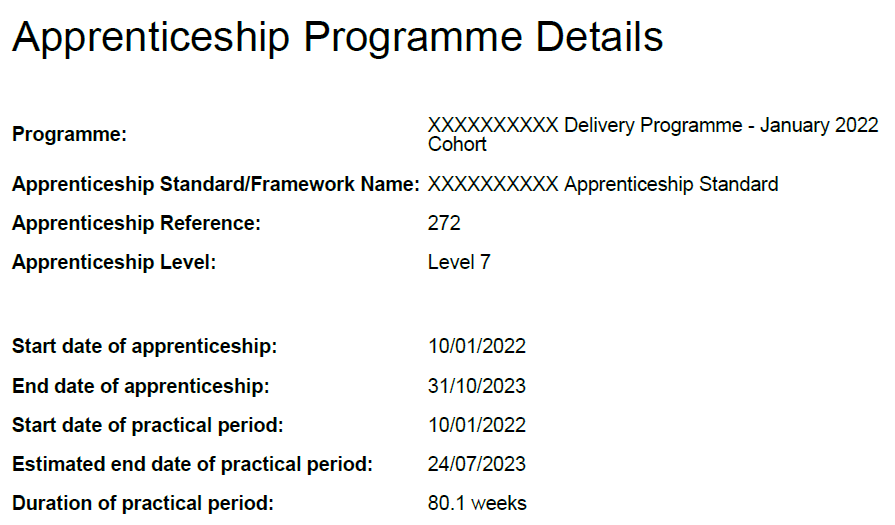 Apprenticeship Programme Details
Programme: XXXXXXXXXX Delivery Programme - January 2022
Cohort
Apprenticeship Standard/Framework Name: XXXXXXXXXX Apprenticeship Standard
Apprenticeship Reference: 272
Apprenticeship Level: Level 7
Start date of apprenticeship: 10/01/2022
End date of apprenticeship: 31/10/2023
Start date of practical period: 10/01/2022
Estimated end date of practical period: 24/07/2023
Duration of practical period: 80.1 weeks